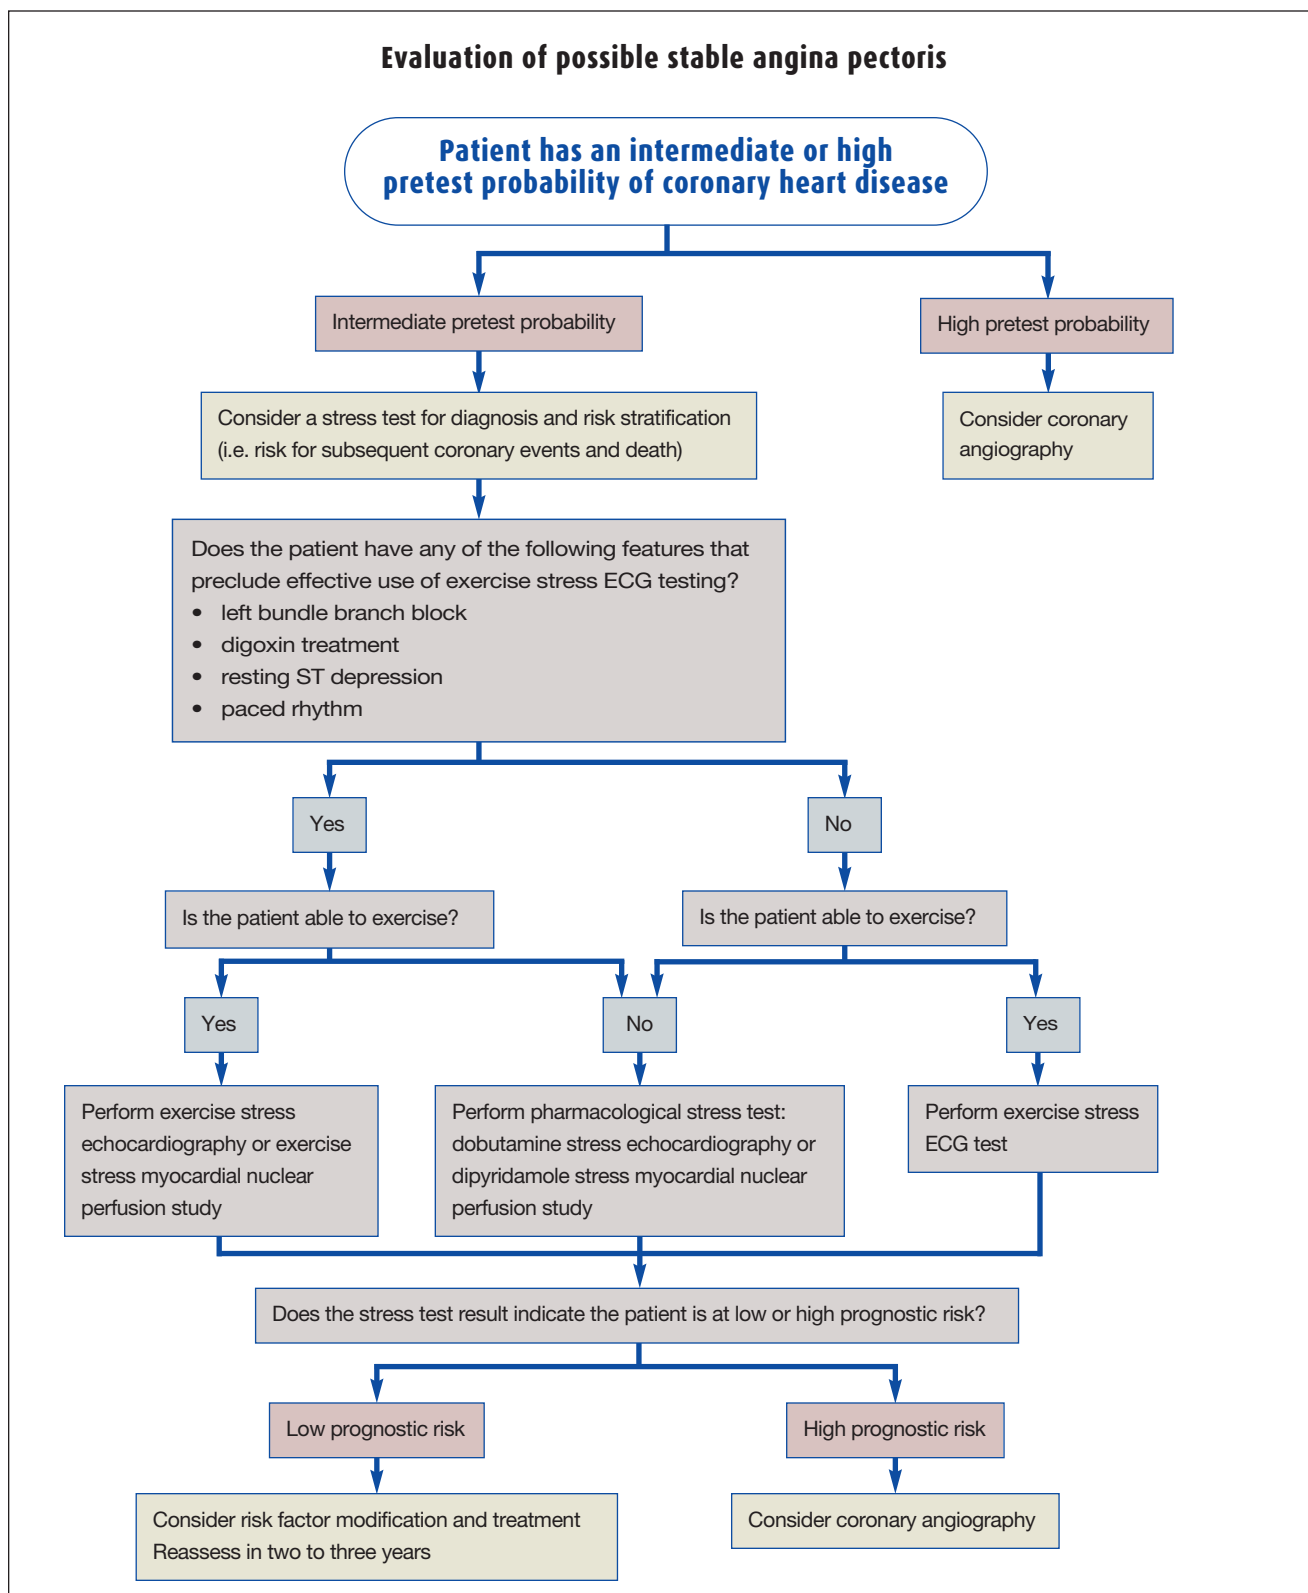 Evaluation of possible stable angina pectoris
Patient has an intermediate or high
pretest probability of coronary heart disease
Intermediate pretest probability
High pretest probability
Consider a stress test for diagnosis and risk stratification
(i.e. risk for subsequent coronary events and death)
Consider coronary
angiography
Does the patient have any of the following features that
preclude effective use of exercise stress ECG testing?
• left bundle branch block
• digoxin treatment
• resting ST depression
• paced rhythm
Yes
No
Is the patient able to exercise?
Is the patient able to exercise?
Yes
No
Yes
Perform exercise stress
echocardiography or exercise
stress myocardial nuclear
perfusion study
Perform pharmacological stress test:
dobutamine stress echocardiography or
dipyridamole stress myocardial nuclear
perfusion study
Perform exercise stress
ECG test
Does the stress test result indicate the patient is at low or high prognostic risk?
Low prognostic risk
High prognostic risk
Consider risk factor modification and treatment
Reassess in two to three years
Consider coronary angiography